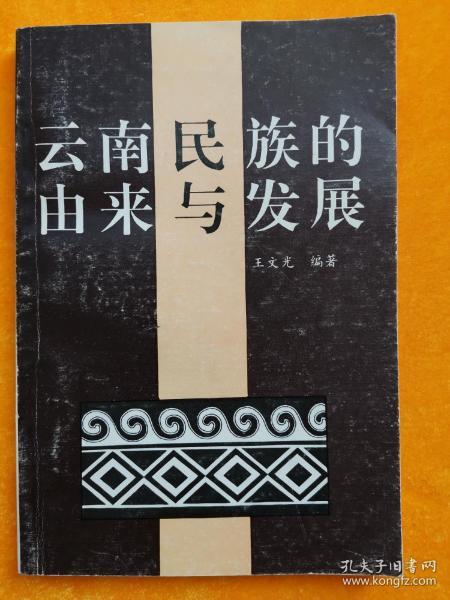 云南民族的
由来与发展
王文光 编著
孔夫子旧书网
www.kongfz.com